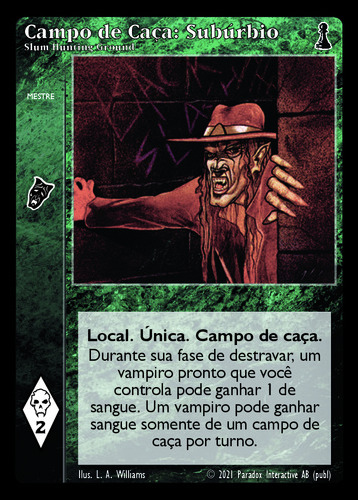 Campo de Caça: Subúrbio
Slum Hunting Ground
MESTRE
Local. Única. Campo de caça.
Durante sua fase de destravar, um
vampiro pronto que você
controla pode ganhar 1 de
sangue. Um vampiro pode ganhar
sangue somente de um campo de
caça por turno.
2
Ilus. L. A. Williams © 2021 Paradox Interactive AB (publ)